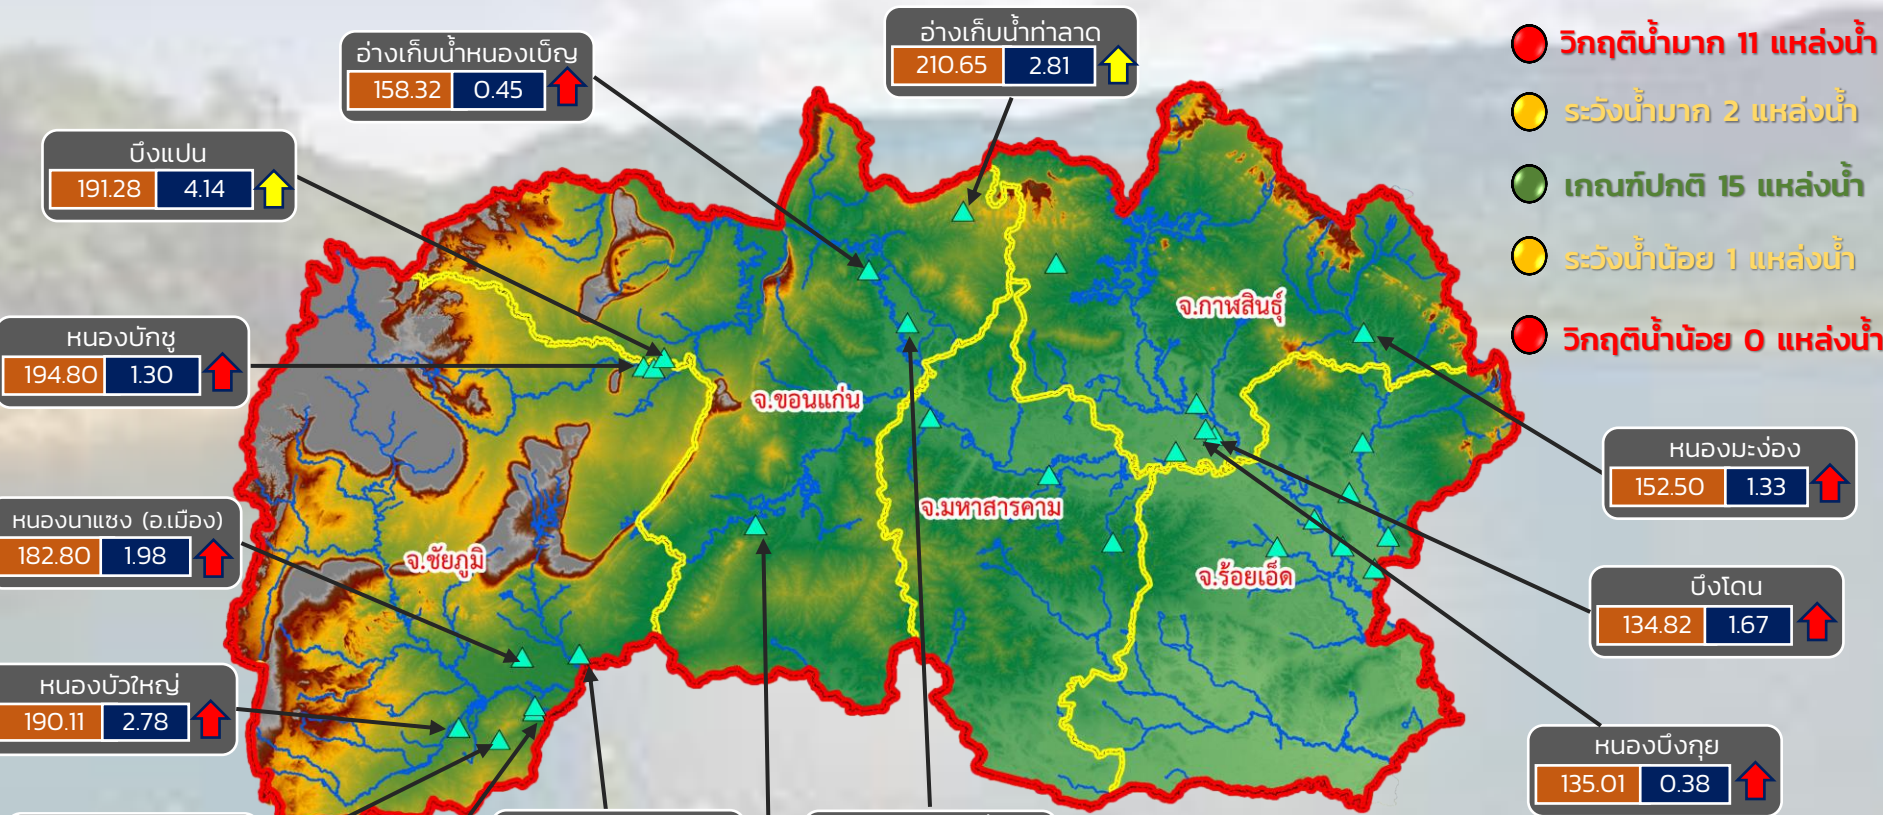 อ่างเก็บน้ำท่าลาด
210.65 2.81
อ่างเก็บน้ำหนองเบ็ญ
158.32 0.45
บึงแปน
191.28 4.14
หนองบักชู
194.80 1.30
หนองนาแซง (อ.เมือง)
182.80 1.98
หนองบัวใหญ่
190.11 2.78
จ.กาฬสินธุ์
จ.ขอนแก่น
จ.มหาสารคาม
จ.ชัยภูมิ
จ.ร้อยเอ็ด
วิกฤติน้ำมาก 11 แหล่งน้ำ
ระวังน้ำมาก 2 แหล่งน้ำ
เกณฑ์ปกติ 15 แหล่งน้ำ
ระวังน้ำน้อย 1 แหล่งน้ำ
วิกฤติน้ำน้อย 0 แหล่งน้ำ
หนองมะง่อง
152.50 1.33
บึงโดน
134.82 1.67
หนองบึงกุย
135.01 0.38